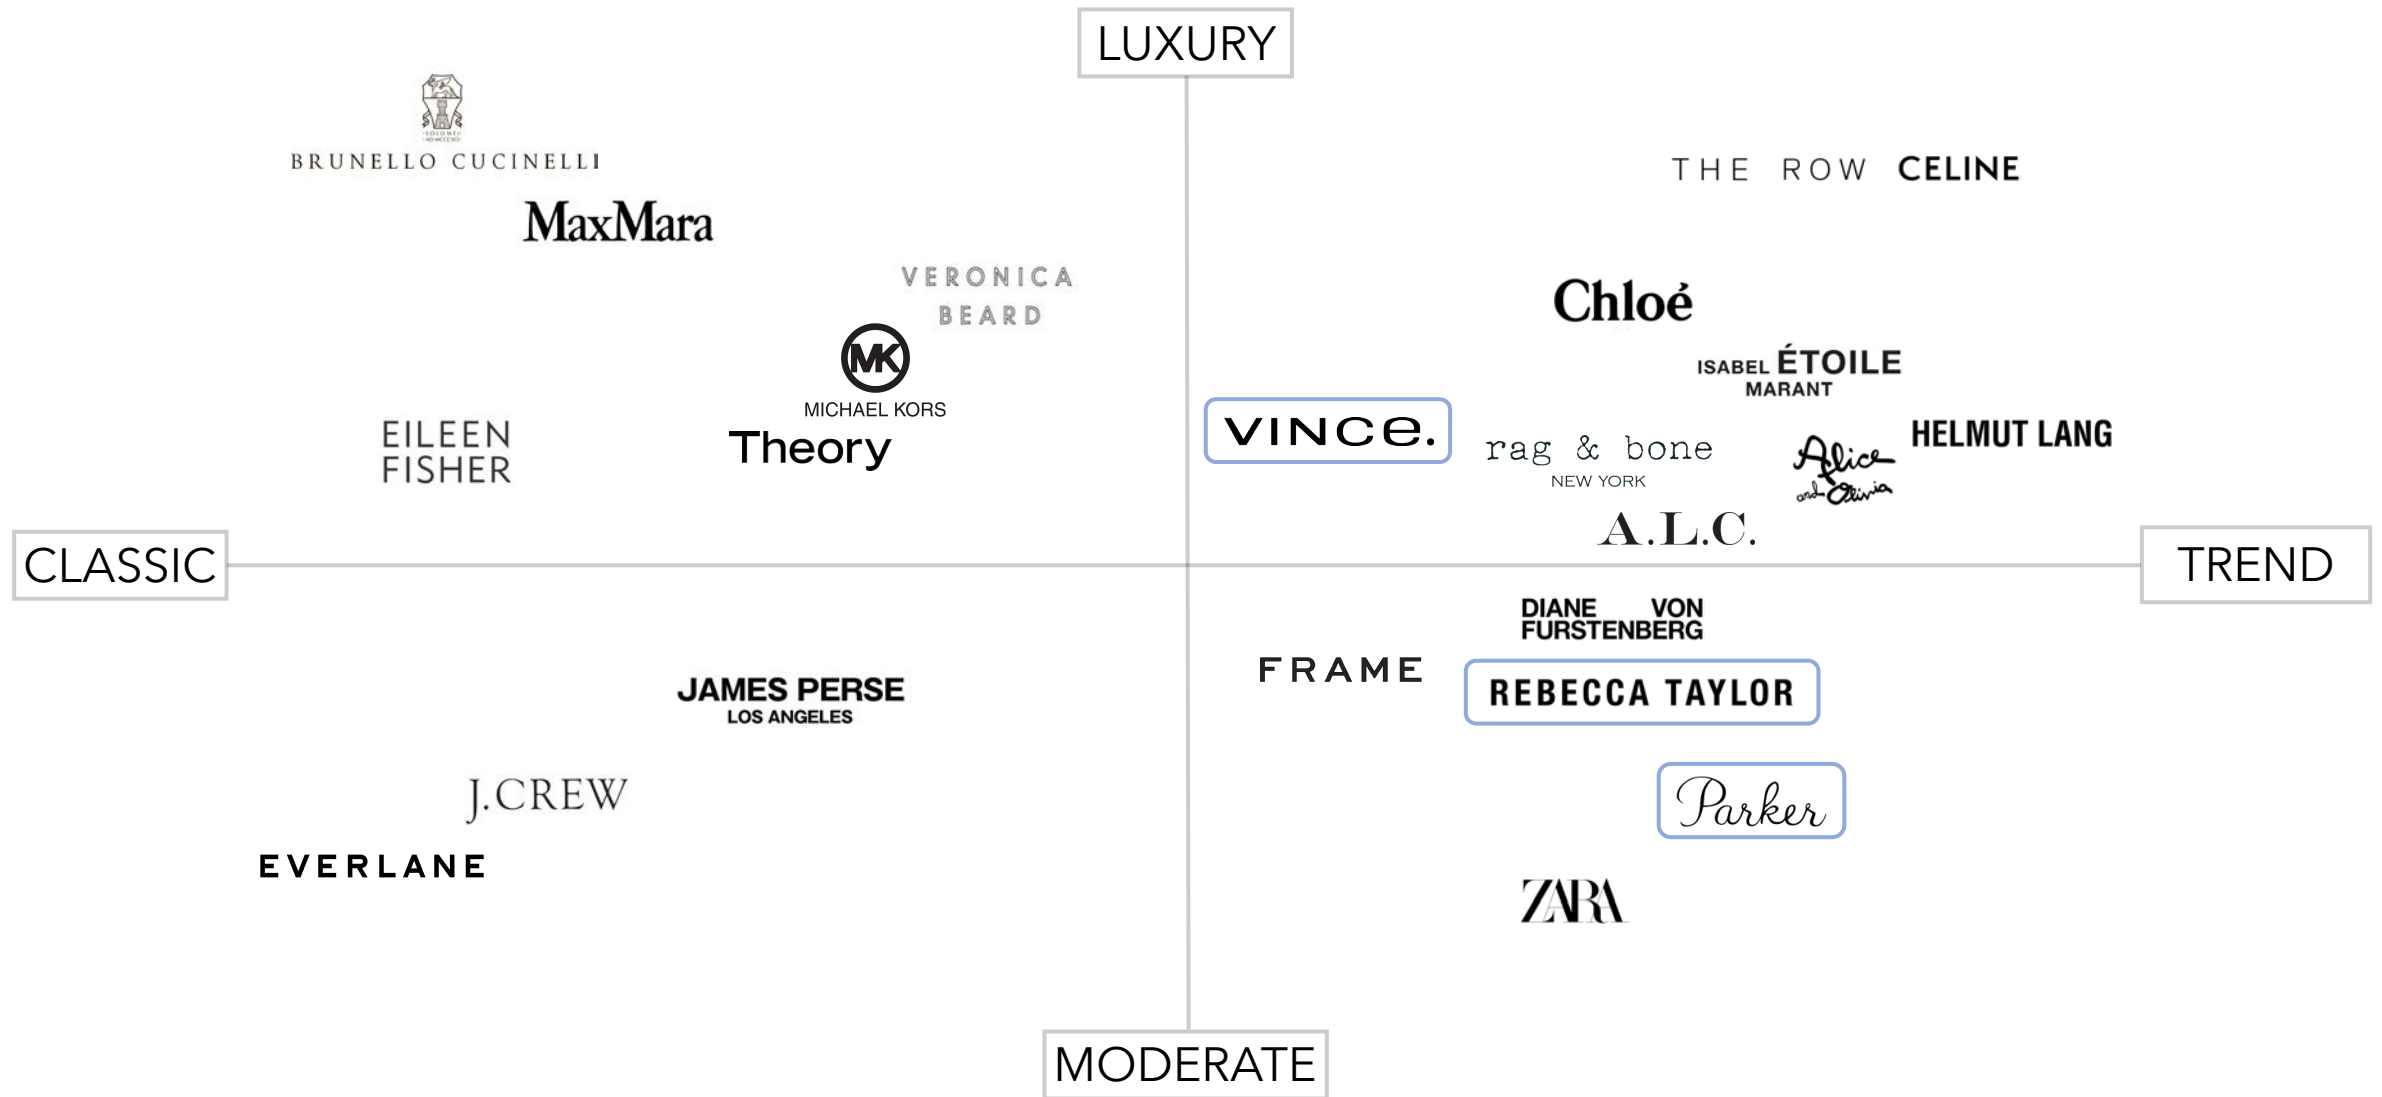 LUXURY
BRUNELLO CUCINELLI
THE ROW CELINE
MaxMara
VERONICA
BEARD
Chloé
MK
MICHAEL KORS
ISABEL ÉTOILE
MARANT
EILEEN
FISHER
Theory
VINCE.
rag & bone
NEW YORK
Alice
and Olivia
HELMUT LANG
A.L.C.
CLASSIC
TREND
DIANE VON
FURSTENBERG
FRAME
JAMES PERSE
LOS ANGELES
REBECCA TAYLOR
J.CREW
Parker
EVERLANE
ZARA
MODERATE